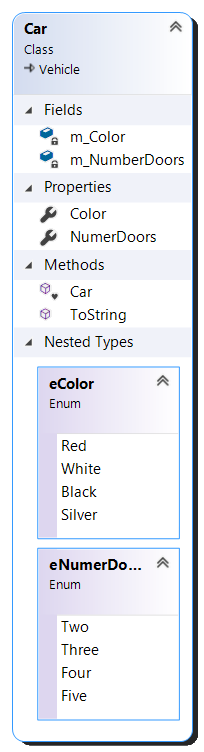 Car
Class
Vehicle
Fields
m_Color
m_NumberDoors
Properties
Color
NumerDoors
Methods
Car
ToString
Nested Types
eColor
Enum
Red
White
Black
Silver
eNumerDo...
Enum
Two
Three
Four
Five